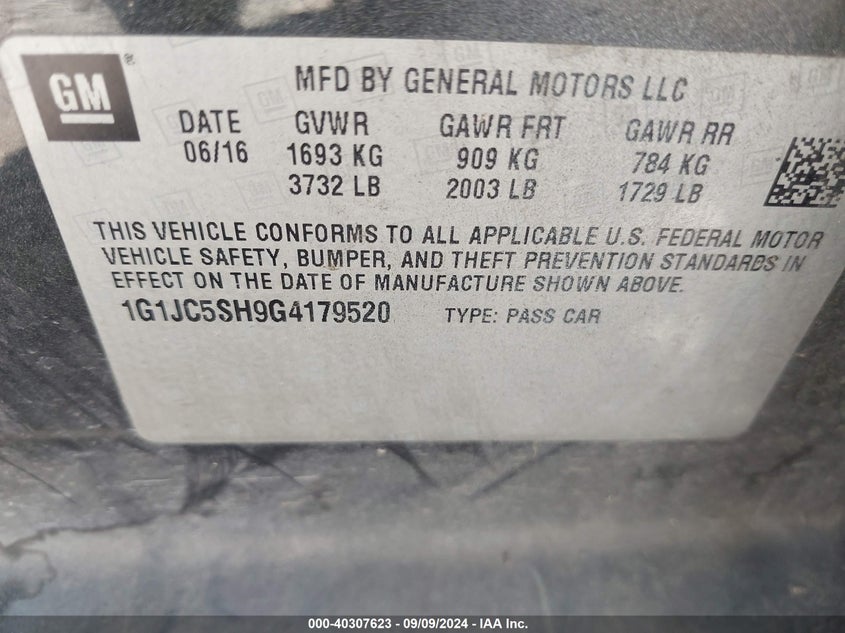 GM
MFD BY GENERAL MOTORS LLC
DATE GVWR GAWR FRT GAWR RR
06/16 1693 KG 909 KG 784 KG
3732 LB 2003 LB 1729 LB
THIS VEHICLE CONFORMS TO ALL APPLICABLE U.S. FEDERAL MOTOR
VEHICLE SAFETY, BUMPER, AND THEFT PREVENTION STANDARDS IN
EFFECT ON THE DATE OF MANUFACTURE SHOWN ABOVE.
1G1JC5SH9G4179520 TYPE: PASS CAR
000-40307623 - 09/09/2024 - IAA Inc.